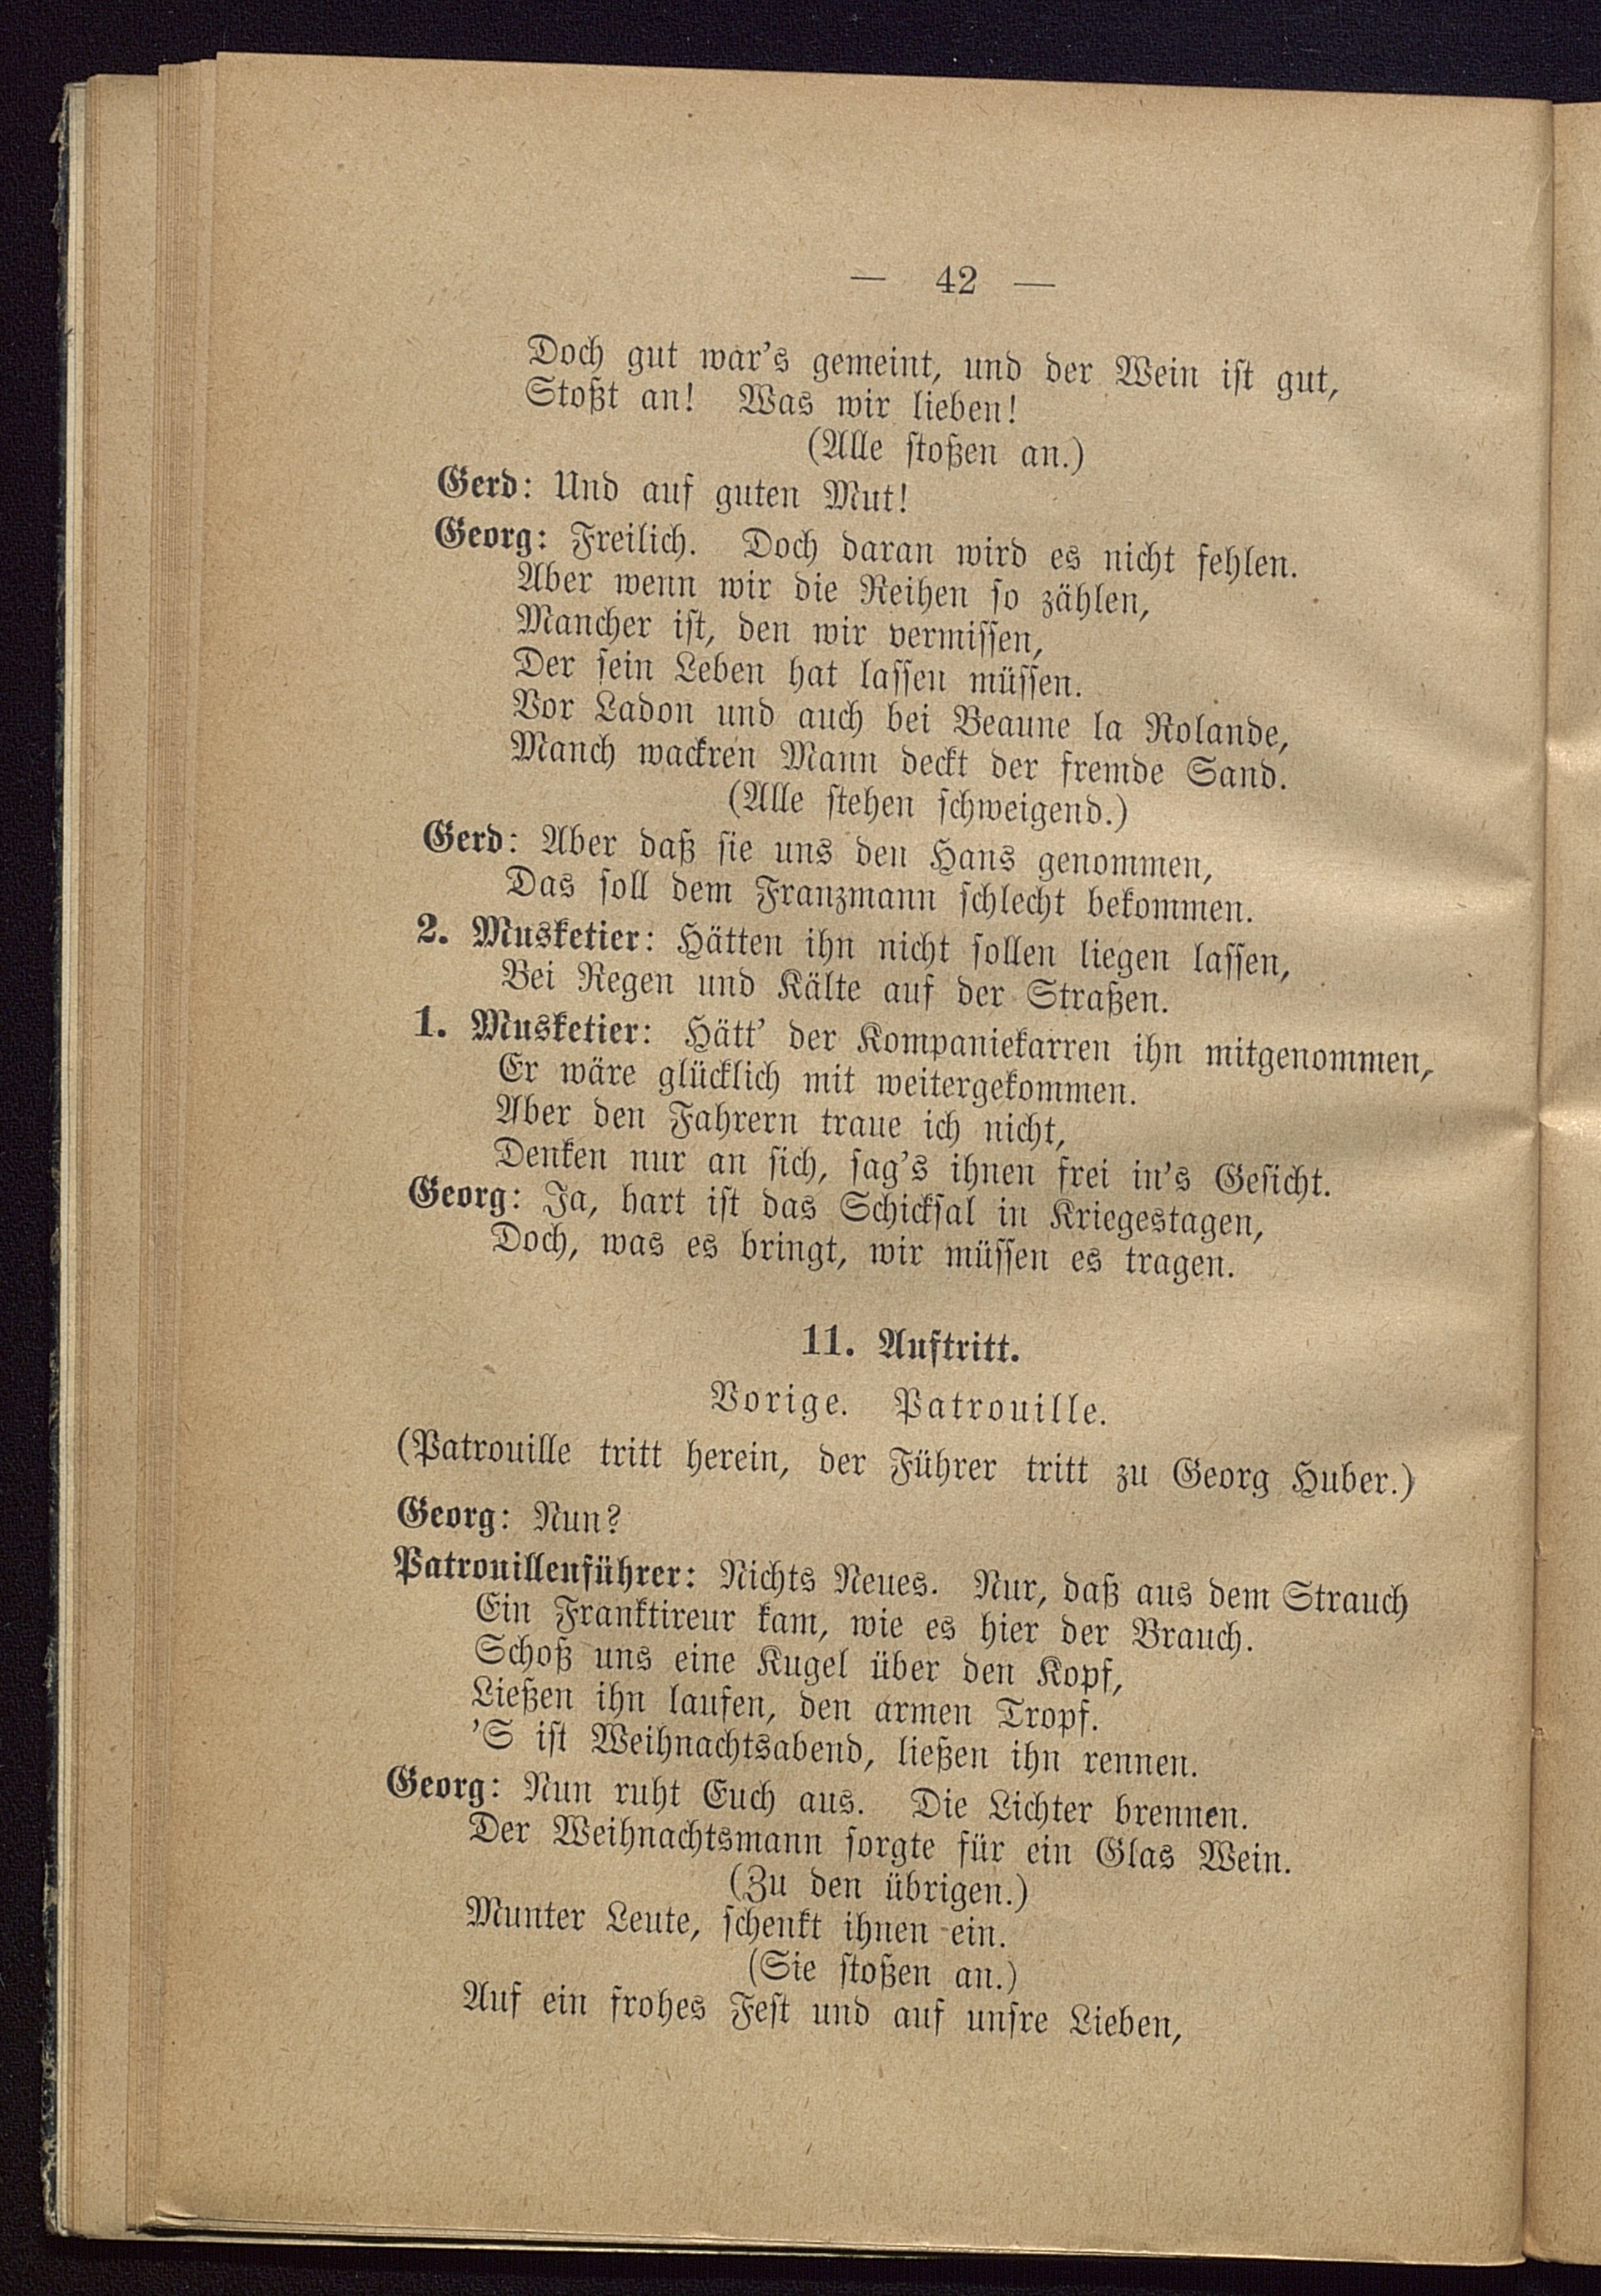 — 42 —
Doch gut war's gemeint, und der Wein ist gut,
Stoßt an! Was wir lieben!
(Alle stoßen an.)
Gerd: Und auf guten Mut!
Georg: Freilich. Doch daran wird es nicht fehlen.
Aber wenn wir die Reihen so zählen,
Mancher ist, den wir vermissen,
Der sein Leben hat lassen müssen.
Vor Ladon und auch bei Beaune la Rolande,
Manch wackren Mann deckt der fremde Sand.
(Alle stehen schweigend.)
Gerd: Aber daß sie uns den Hans genommen,
Das soll dem Franzmann schlecht bekommen.
2. Musketier: Hätten ihn nicht sollen liegen lassen,
Bei Regen und Kälte auf der Straßen.
1. Musketier: Hätt' der Kompaniekarren ihn mitgenommen,
Er wäre glücklich mit weitergekommen.
Aber den Fahrern traue ich nicht,
Denken nur an sich, sag's ihnen frei in's Gesicht.
Georg: Ja, hart ist das Schicksal in Kriegestagen,
Doch, was es bringt, wir müssen es tragen.
11. Auftritt.
Vorige. Patrouille.
(Patrouille tritt herein, der Führer tritt zu Georg Huber.)
Georg: Nun?
Patrouillenführer: Nichts Neues. Nur, daß aus dem Strauch
Ein Franktireur kam, wie es hier der Brauch.
Schoß uns eine Kugel über den Kopf,
Ließen ihn laufen, den armen Tropf.
'S ist Weihnachtsabend, ließen ihn rennen.
Georg: Nun ruht Euch aus. Die Lichter brennen.
Der Weihnachtsmann sorgte für ein Glas Wein.
(Zu den übrigen.)
Munter Leute, schenkt ihnen ein.
(Sie stoßen an.)
Auf ein frohes Fest und auf unsre Lieben,